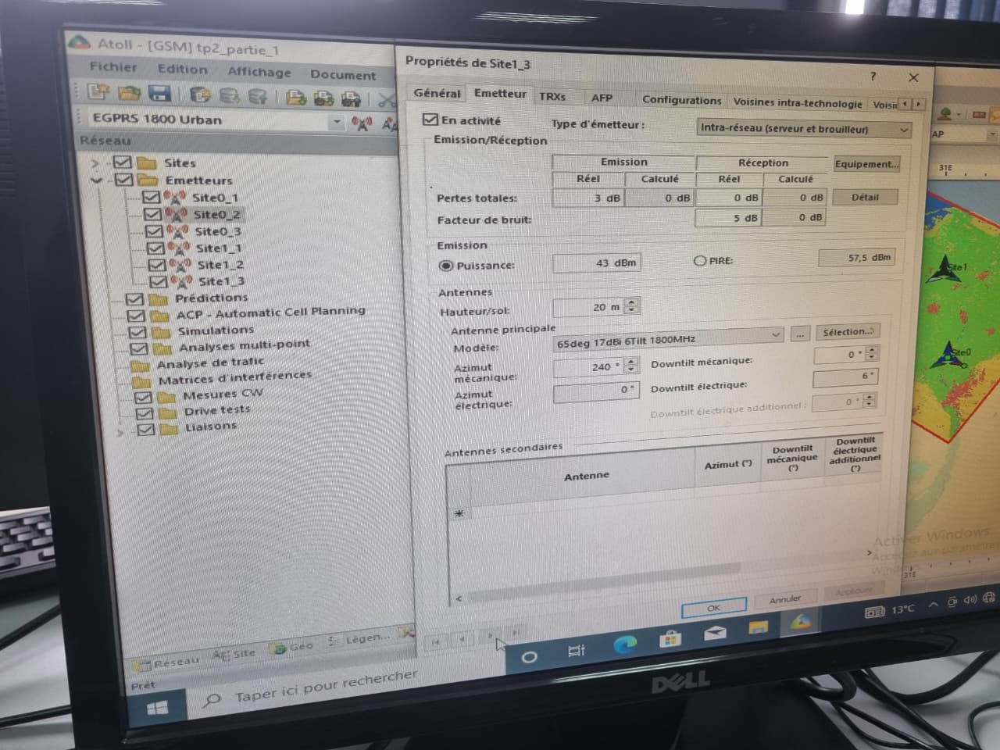 Atoll - [GSM] tp2_partie_1
Fichier Edition Affichage Document
EGPRS 1800 Urban
Réseau
Sites
Emetteurs
Site0_1
Site0_2
Site0_3
Site1_1
Site1_2
Site1_3
Prédictions
ACP - Automatic Cell Planning
Simulations
Analyses multi-point
Analyse de trafic
Matrices d'interférences
Mesures CW
Drive tests
Liaisons
Réseau Site Géo Légen...
Prêt
Taper ici pour rechercher
Propriétés de Site1_3 ?
Général Emetteur TRXs AFP Configurations Voisines intra-technologie Voisi
En activité Type d'émetteur : Intra-réseau (serveur et brouilleur)
Emission/Réception
Emission Réception Equipement...
Réel Calculé Réel Calculé
Pertes totales: 3 dB 0 dB 0 dB 0 dB Détail
Facteur de bruit: 5 dB 0 dB
Emission
Puissance: 43 dBm PIRE: 57,5 dBm
Antennes
Hauteur/sol: 20 m
Antenne principale
Modèle: 65deg 17dBi 6Tilt 1800MHz ... Sélection...
Azimut mécanique: 240 ° Downtilt mécanique: 0 °
Azimut électrique: 0 ° Downtilt électrique: 6 °
Downtilt électrique additionnel : 0 °
Antennes secondaires
Antenne Azimut (°) Downtilt mécanique (°) Downtilt électrique additionnel (°)
OK Annuler Appliquer
AP
31E
Site1
Site0
Activer Windows
31E
13°C
DELL